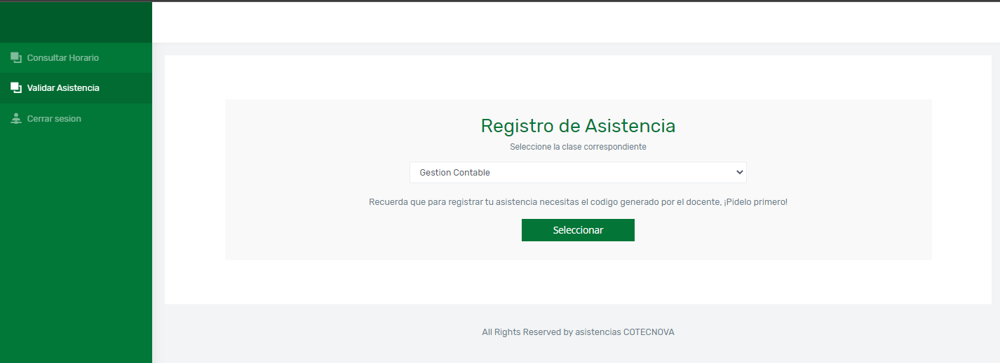 Consultar Horario
Validar Asistencia
Cerrar sesion
Registro de Asistencia
Seleccione la clase correspondiente
Gestion Contable
Recuerda que para registrar tu asistencia necesitas el codigo generado por el docente, ¡Pidelo primero!
Seleccionar
All Rights Reserved by asistencias COTECNOVA